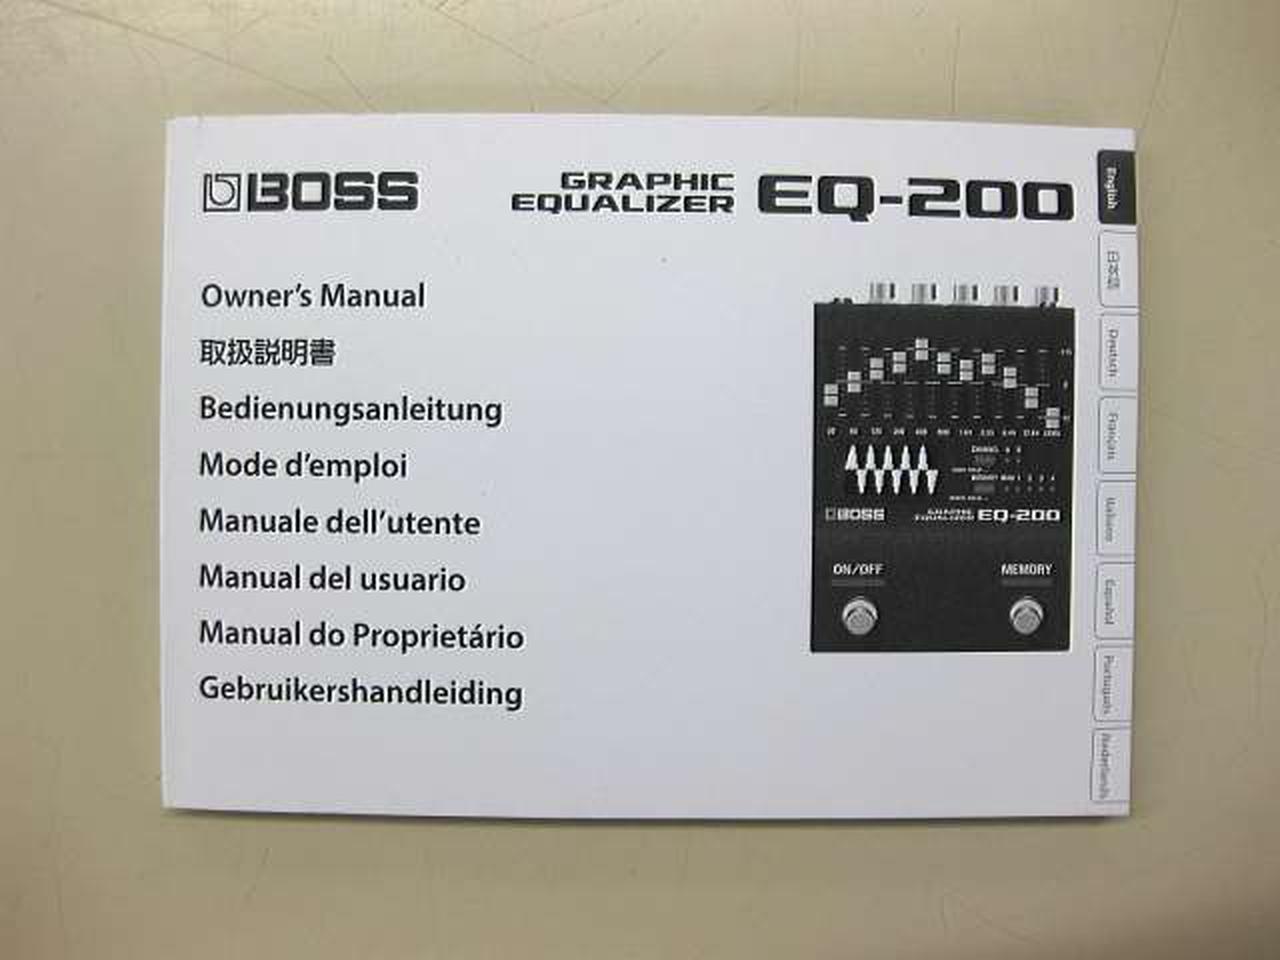 BOSS
GRAPHIC
EQUALIZER
EQ-200
Owner's Manual
取扱説明書
Bedienungsanleitung
Mode d'emploi
Manuale dell'utente
Manual del usuario
Manual do Proprietário
Gebruikershandleiding
BOSS
GRAPHIC
EQUALIZER
EQ-200
ON/OFF
MEMORY
English
日本語
Deutsch
Français
Italiano
Español
Português
Nederlands